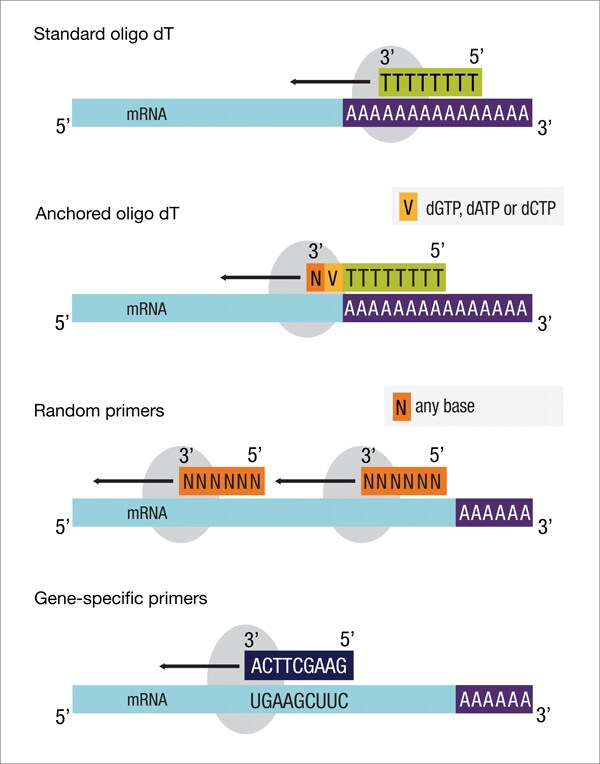 Standard oligo dT
3’ 5’
TTTTTTTT
mRNA AAAAAAAAAAAAAAA
5’ 3’
Anchored oligo dT
V dGTP, dATP or dCTP
3’ 5’
N V TTTTTTTT
mRNA AAAAAAAAAAAAAAA
5’ 3’
Random primers
N any base
3’ 5’ 3’ 5’
NNNNNN NNNNNN
mRNA AAAAAA
5’ 3’
Gene-specific primers
3’ 5’
ACTTCGAAG
mRNA UGAAGCUUC AAAAAA
5’ 3’